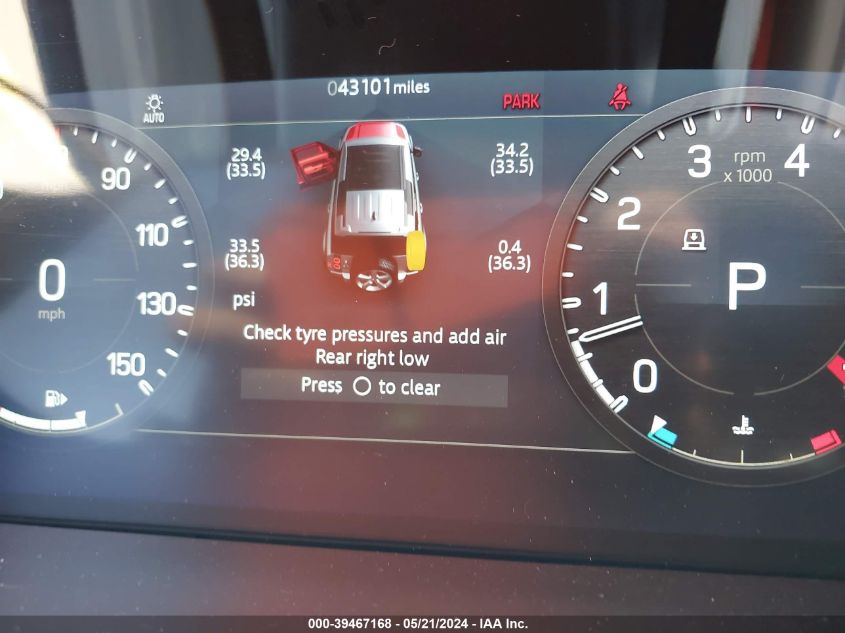 043101 miles
PARK
AUTO
29.4
(33.5)
34.2
(33.5)
33.5
(36.3)
0.4
(36.3)
psi
Check tyre pressures and add air
Rear right low
Press O to clear
90
110
130
150
0
mph
3
rpm
x 1000
4
2
1
0
P
000-39467168 - 05/21/2024 - IAA Inc.